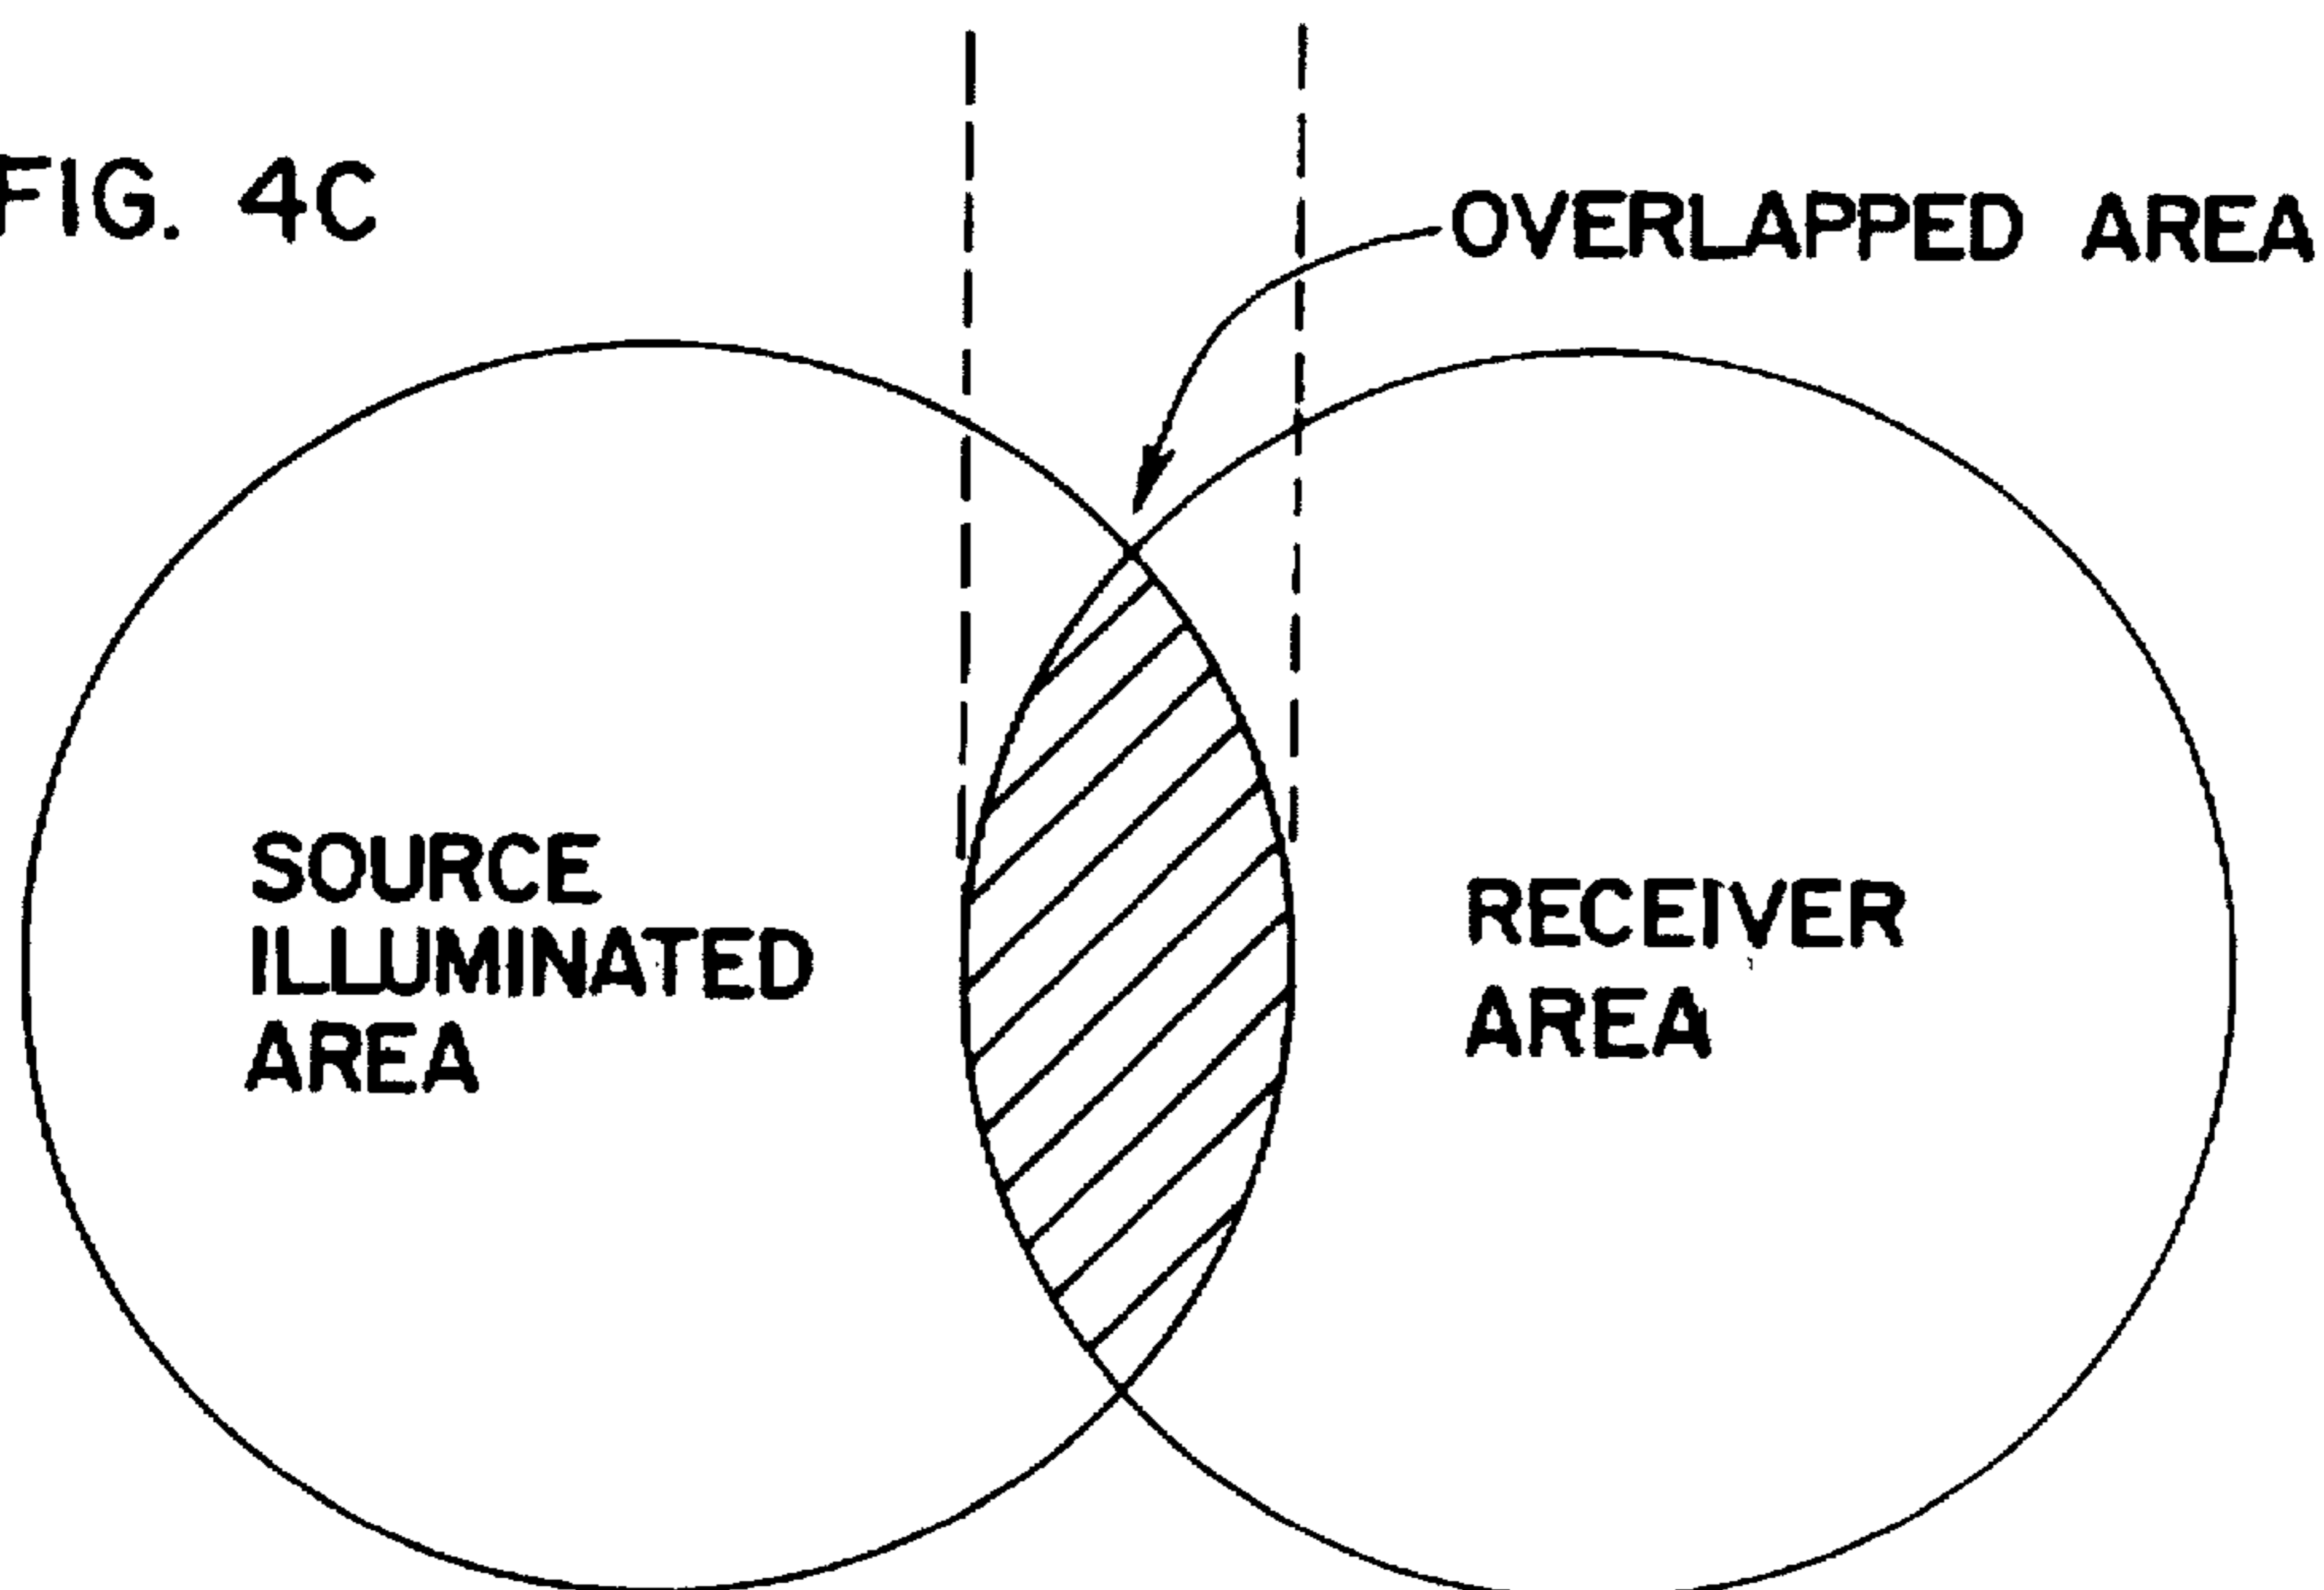 FIG. 4C
OVERLAPPED AREA
SOURCE
ILLUMINATED
AREA
RECEIVER
AREA